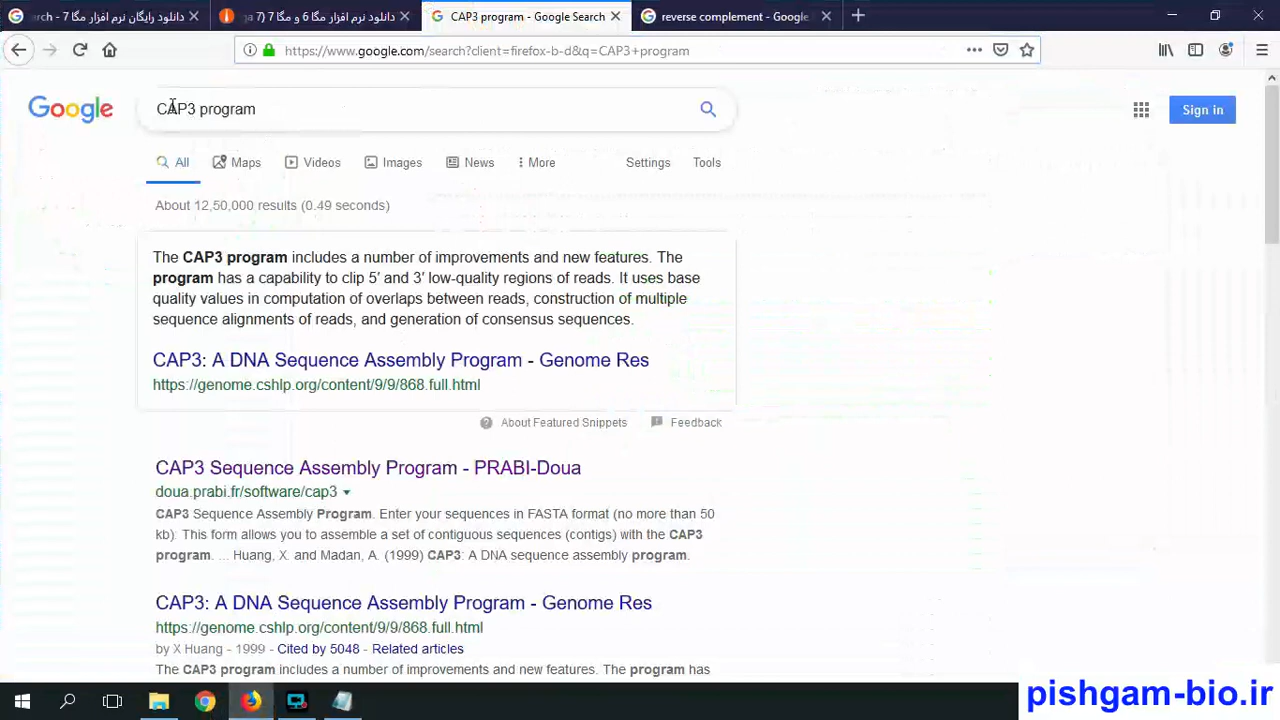 دانلود رایگان نرم افزار مگا 7 - arch
دانلود نرم افزار مگا 6 و مگا 7 (ga 7
CAP3 program - Google Search
reverse complement - Google
https://www.google.com/search?client=firefox-b-d&q=CAP3+program
Google
CAP3 program
Sign in
All
Maps
Videos
Images
News
More
Settings
Tools
About 12,50,000 results (0.49 seconds)
The CAP3 program includes a number of improvements and new features. The
program has a capability to clip 5′ and 3′ low-quality regions of reads. It uses base
quality values in computation of overlaps between reads, construction of multiple
sequence alignments of reads, and generation of consensus sequences.
CAP3: A DNA Sequence Assembly Program - Genome Res
https://genome.cshlp.org/content/9/9/868.full.html
About Featured Snippets
Feedback
CAP3 Sequence Assembly Program - PRABI-Doua
doua.prabi.fr/software/cap3
CAP3 Sequence Assembly Program. Enter your sequences in FASTA format (no more than 50
kb): This form allows you to assemble a set of contiguous sequences (contigs) with the CAP3
program. ... Huang, X. and Madan, A. (1999) CAP3: A DNA sequence assembly program.
CAP3: A DNA Sequence Assembly Program - Genome Res
https://genome.cshlp.org/content/9/9/868.full.html
by X Huang - 1999 - Cited by 5048 - Related articles
The CAP3 program includes a number of improvements and new features. The program has
pishgam-bio.ir